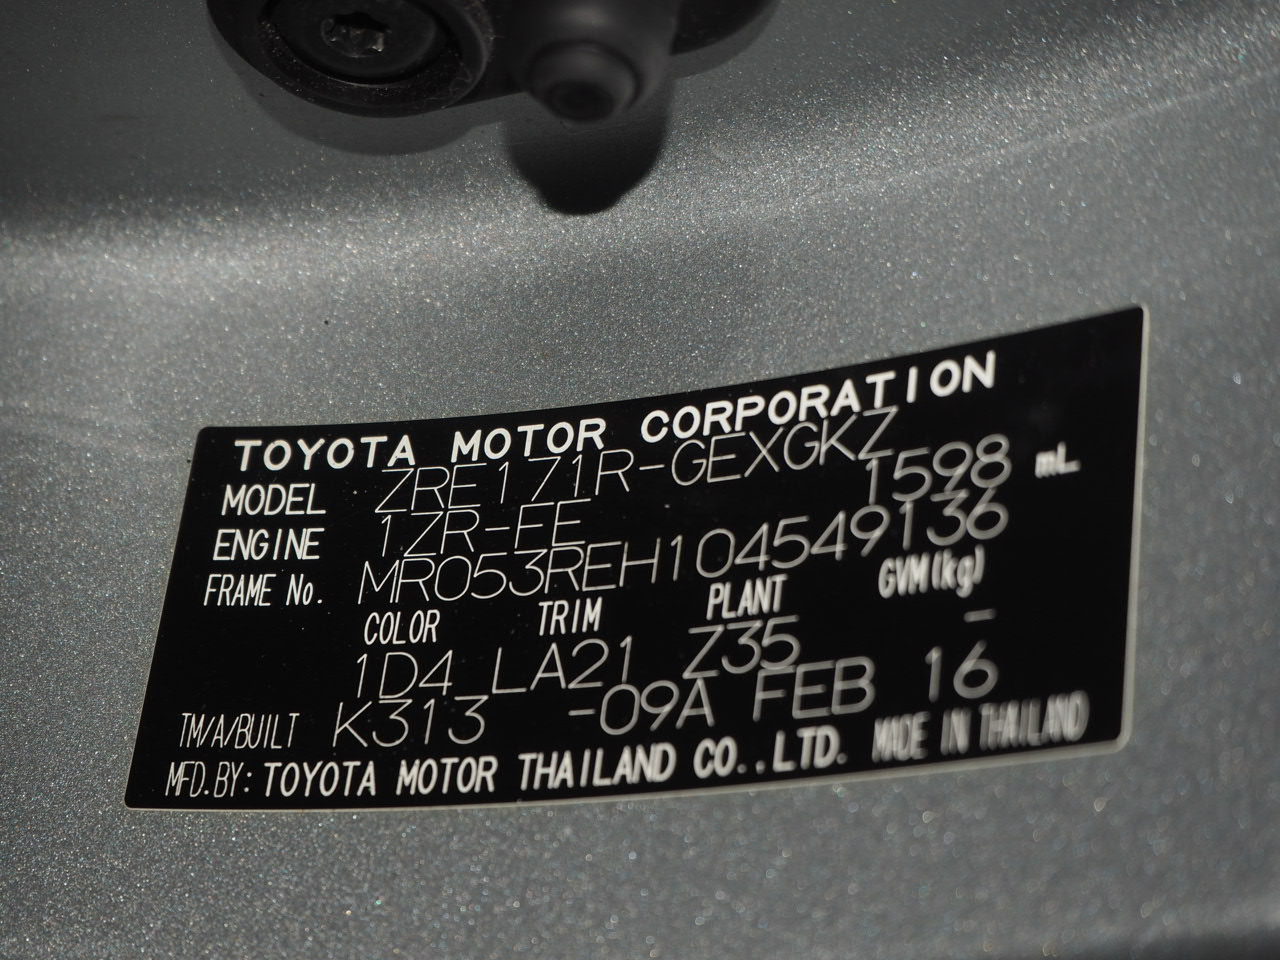 TOYOTA MOTOR CORPORATION
MODEL ZRE171R-GEXGKZ
ENGINE 1ZR-FE 1598 mL
FRAME No. MR053REH104549136
COLOR TRIM PLANT GVM(kg)
1D4 LA21 Z35 -
TM/A/BUILT K313 -09A FEB 16
MFD.BY: TOYOTA MOTOR THAILAND CO.,LTD. MADE IN THAILAND